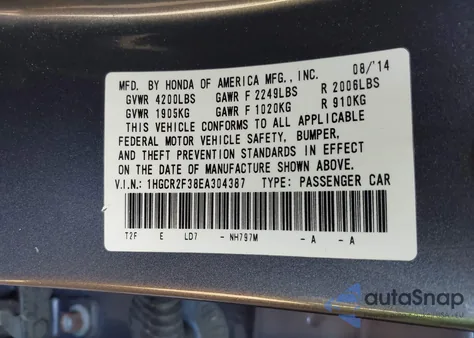 MFD. BY HONDA OF AMERICA MFG., INC. 08/'14
GVWR 4200LBS GAWR F 2249LBS R 2006LBS
GVWR 1905KG GAWR F 1020KG R 910KG
THIS VEHICLE CONFORMS TO ALL APPLICABLE
FEDERAL MOTOR VEHICLE SAFETY, BUMPER,
AND THEFT PREVENTION STANDARDS IN EFFECT
ON THE DATE OF MANUFACTURE SHOWN ABOVE.
V.I.N.: 1HGCR2F38EA304387 TYPE: PASSENGER CAR
T2F E LD7 - NH797M - A - A
autoSnap